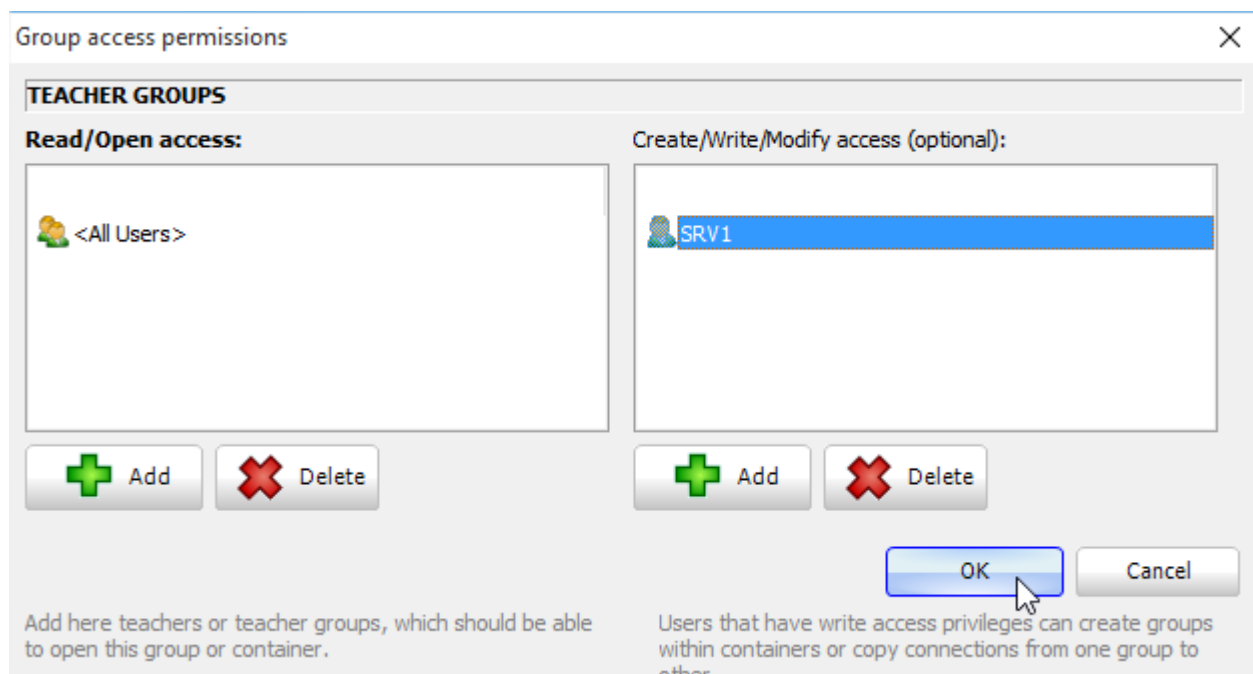 Group access permissions
TEACHER GROUPS
Read/Open access:
Create/Write/Modify access (optional):
<All Users>
SRV1
Add
Delete
Add
Delete
OK
Cancel
Add here teachers or teacher groups, which should be able
to open this group or container.
Users that have write access privileges can create groups
within containers or copy connections from one group to
other